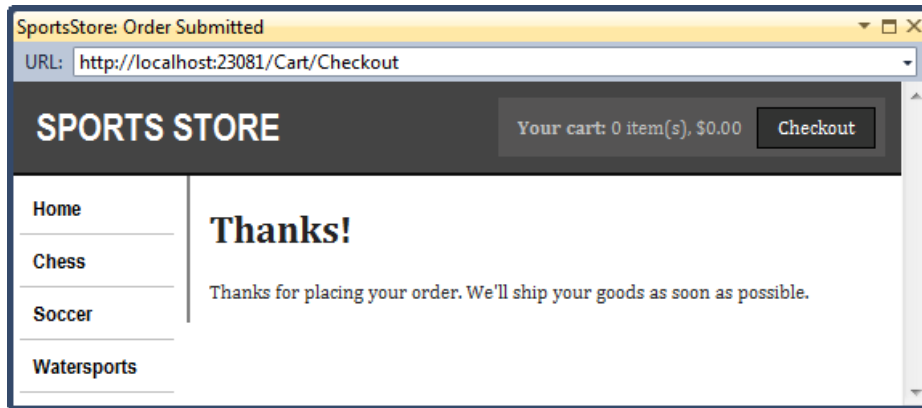 SportsStore: Order Submitted
URL: http://localhost:23081/Cart/Checkout
SPORTS STORE
Your cart: 0 item(s), $0.00 Checkout
Home
Chess
Soccer
Watersports
Thanks!
Thanks for placing your order. We'll ship your goods as soon as possible.